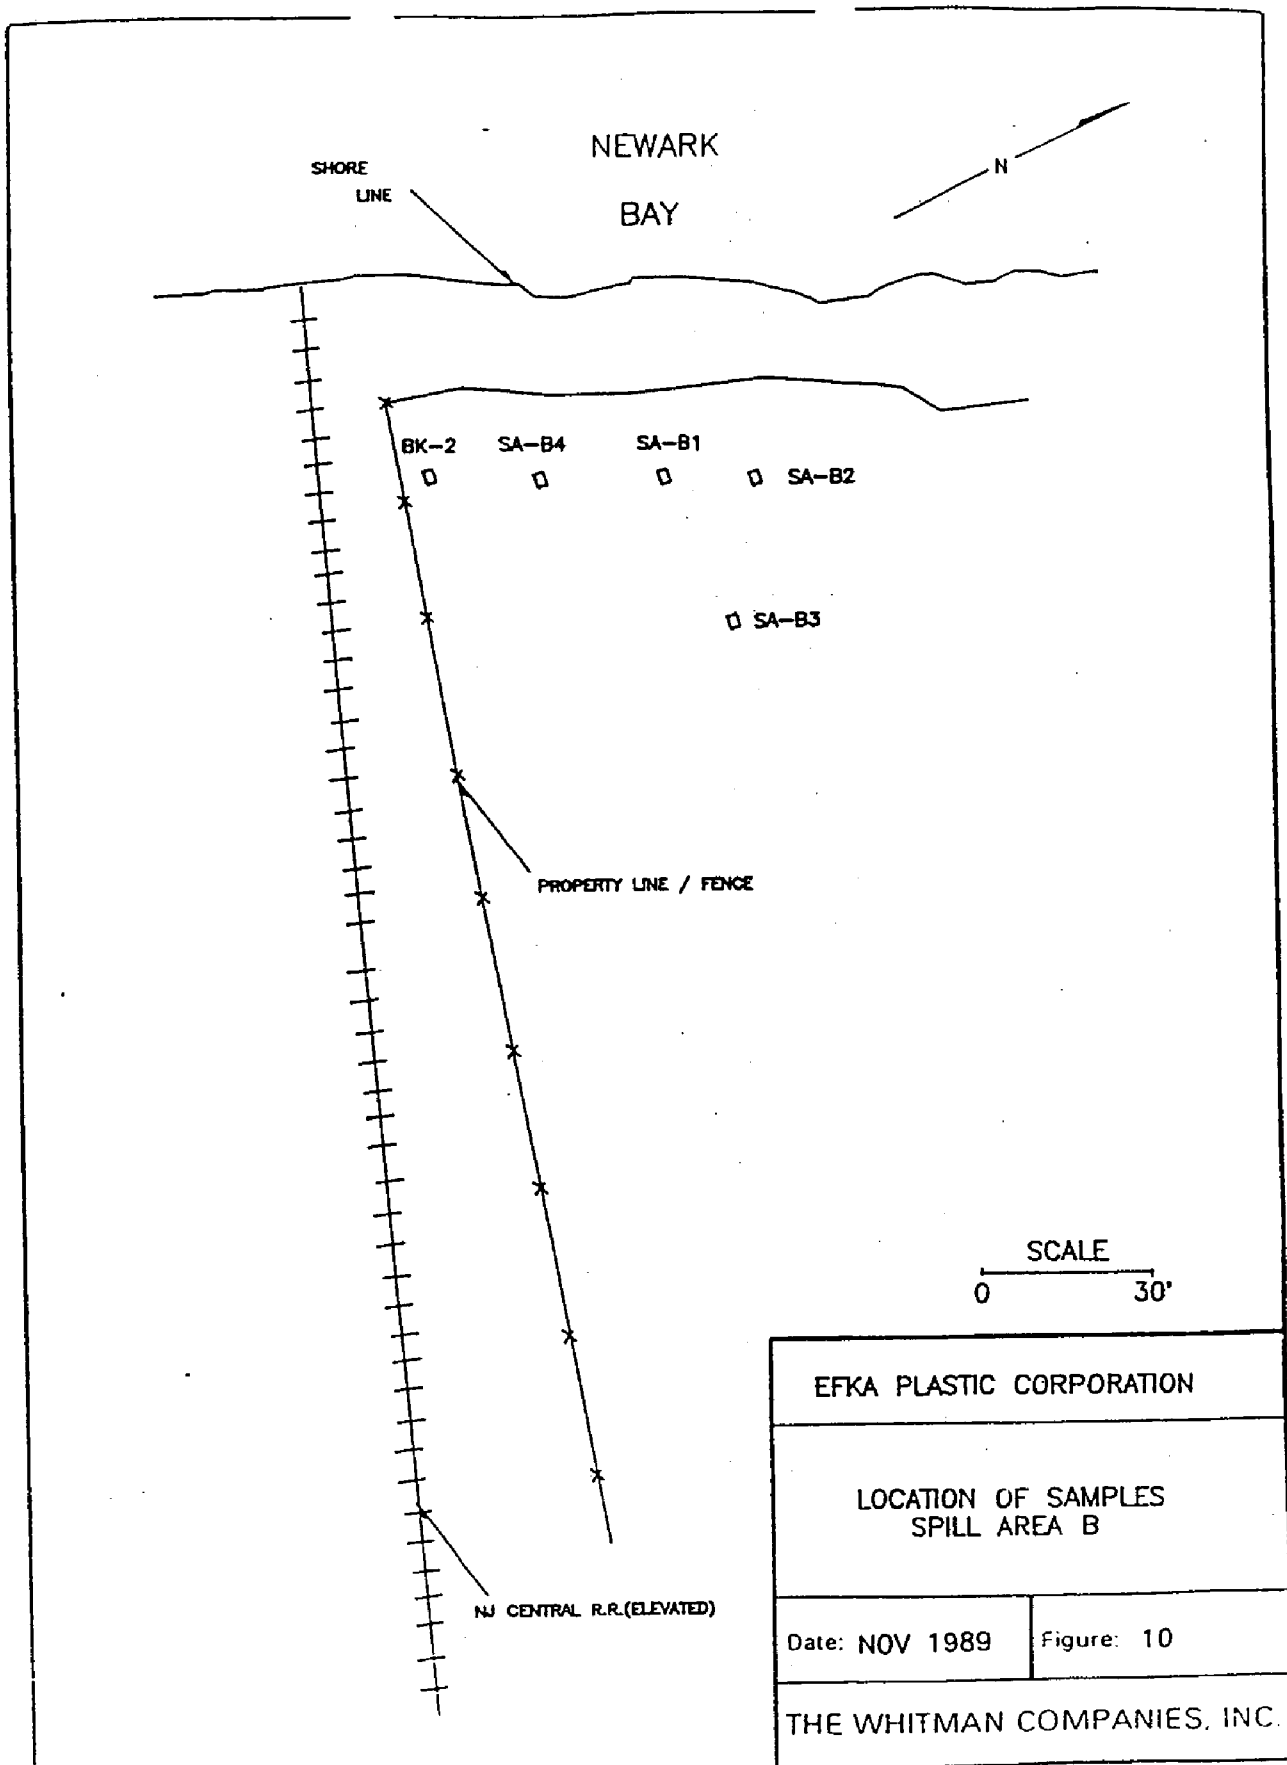 NEWARK
BAY
SHORE
LINE
N
BK-2
SA-B4
SA-B1
SA-B2
SA-B3
PROPERTY LINE / FENCE
SCALE
0 30'
NJ CENTRAL R.R.(ELEVATED)
EFKA PLASTIC CORPORATION
LOCATION OF SAMPLES
SPILL AREA B
Date: NOV 1989
Figure: 10
THE WHITMAN COMPANIES, INC.